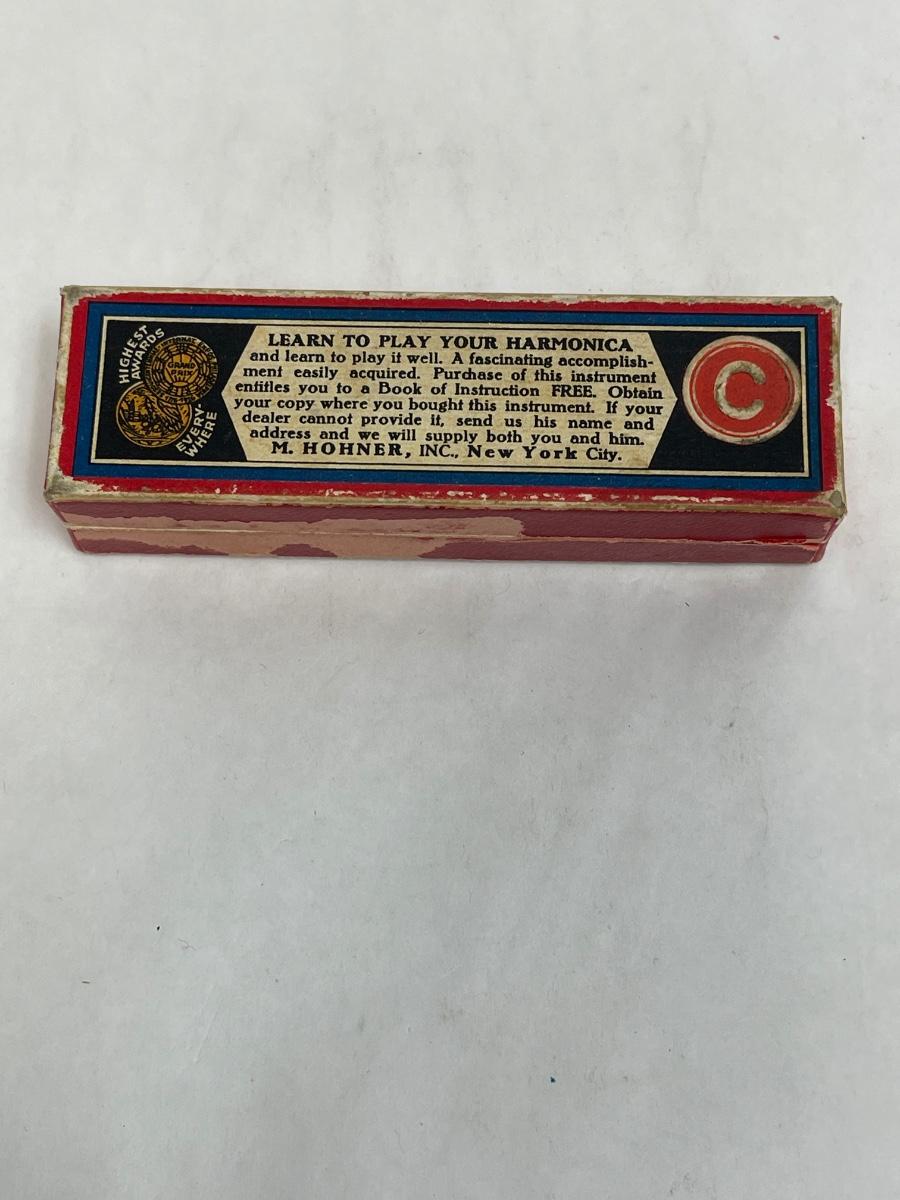 HIGHEST
AWARDS
GRAND
PRIX
EVERY-
WHERE
LEARN TO PLAY YOUR HARMONICA
and learn to play it well. A fascinating accomplish-
ment easily acquired. Purchase of this instrument
entitles you to a Book of Instruction FREE. Obtain
your copy where you bought this instrument. If your
dealer cannot provide it, send us his name and
address and we will supply both you and him.
M. HOHNER, INC., New York City.
C